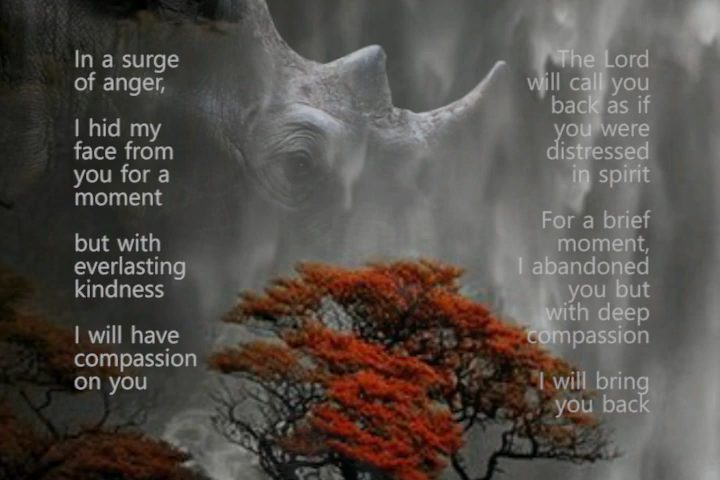 In a surge
of anger,
I hid my
face from
you for a
moment
but with
everlasting
kindness
I will have
compassion
on you
The Lord
will call you
back as if
you were
distressed
in spirit
For a brief
moment,
I abandoned
you but
with deep
compassion
I will bring
you back